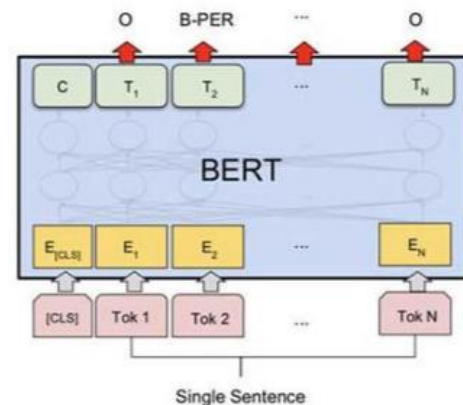 O B-PER ... O
C T1 T2 ... TN
BERT
E[CLS] E1 E2 ... EN
[CLS] Tok 1 Tok 2 ... Tok N
Single Sentence